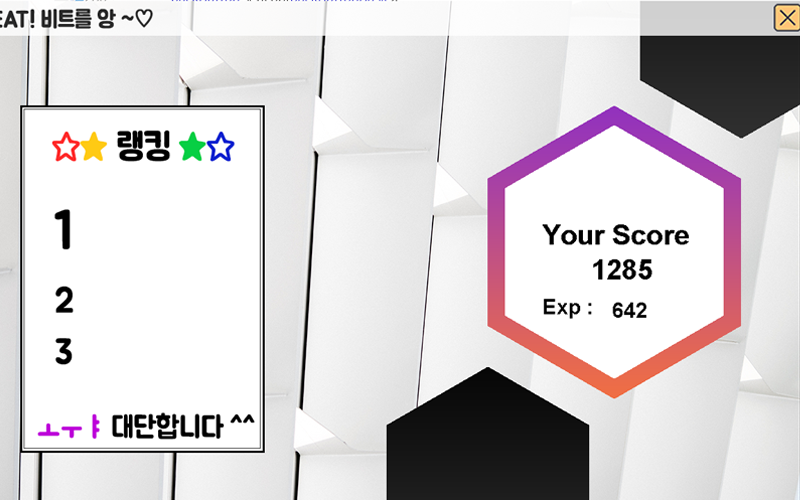 EAT! 비트를 앙 ~♡
☆★ 랭킹 ★☆
1
2
3
ㅗㅜㅑ 대단합니다 ^^
Your Score
1285
Exp : 642